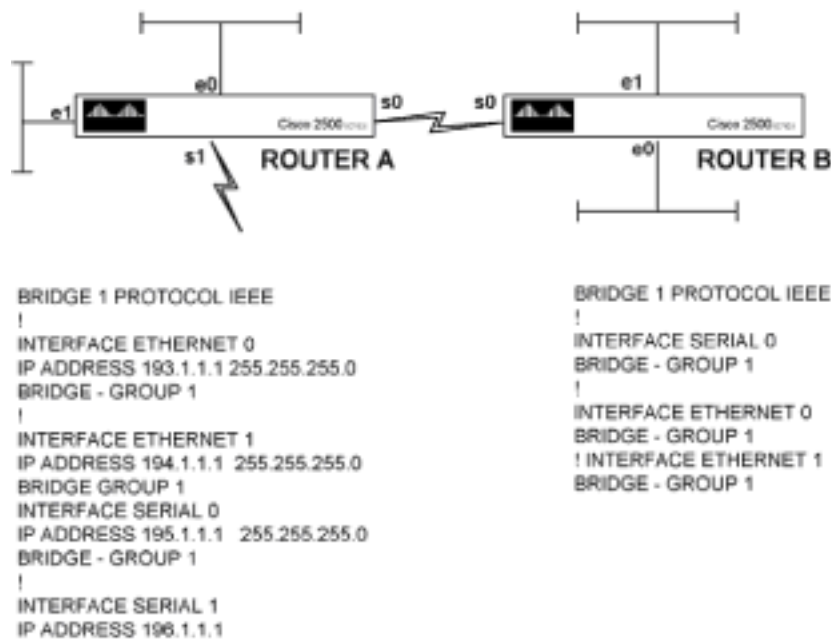 e0
e1
Cisco 2500
s0
s1
ROUTER A
s0
e1
Cisco 2500
e0
ROUTER B
BRIDGE 1 PROTOCOL IEEE
!
INTERFACE ETHERNET 0
IP ADDRESS 193.1.1.1 255.255.255.0
BRIDGE - GROUP 1
!
INTERFACE ETHERNET 1
IP ADDRESS 194.1.1.1 255.255.255.0
BRIDGE GROUP 1
INTERFACE SERIAL 0
IP ADDRESS 195.1.1.1 255.255.255.0
BRIDGE - GROUP 1
!
INTERFACE SERIAL 1
IP ADDRESS 196.1.1.1
BRIDGE 1 PROTOCOL IEEE
!
INTERFACE SERIAL 0
BRIDGE - GROUP 1
!
INTERFACE ETHERNET 0
BRIDGE - GROUP 1
! INTERFACE ETHERNET 1
BRIDGE - GROUP 1